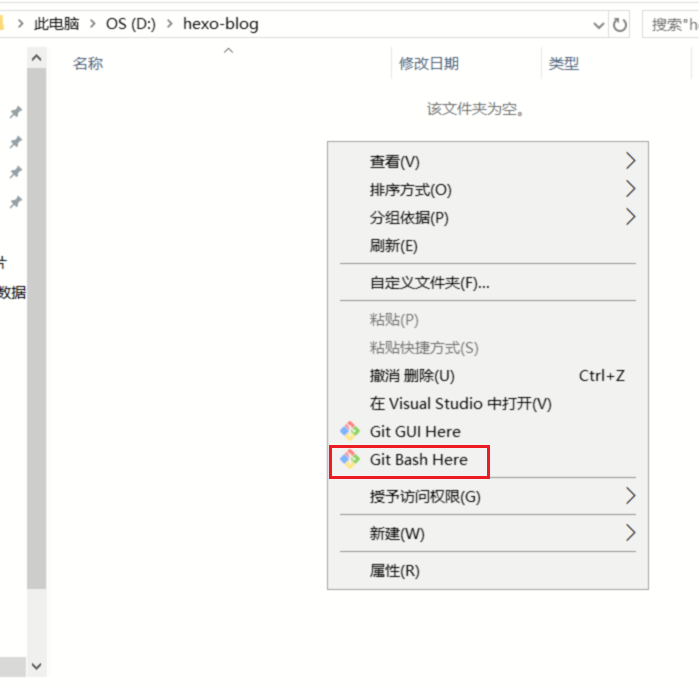 此电脑 > OS (D:) > hexo-blog
搜索"h
名称 修改日期 类型
该文件夹为空。
片
数据
查看(V)
排序方式(O)
分组依据(P)
刷新(E)
自定义文件夹(F)...
粘贴(P)
粘贴快捷方式(S)
撤消 删除(U) Ctrl+Z
在 Visual Studio 中打开(V)
Git GUI Here
Git Bash Here
授予访问权限(G)
新建(W)
属性(R)